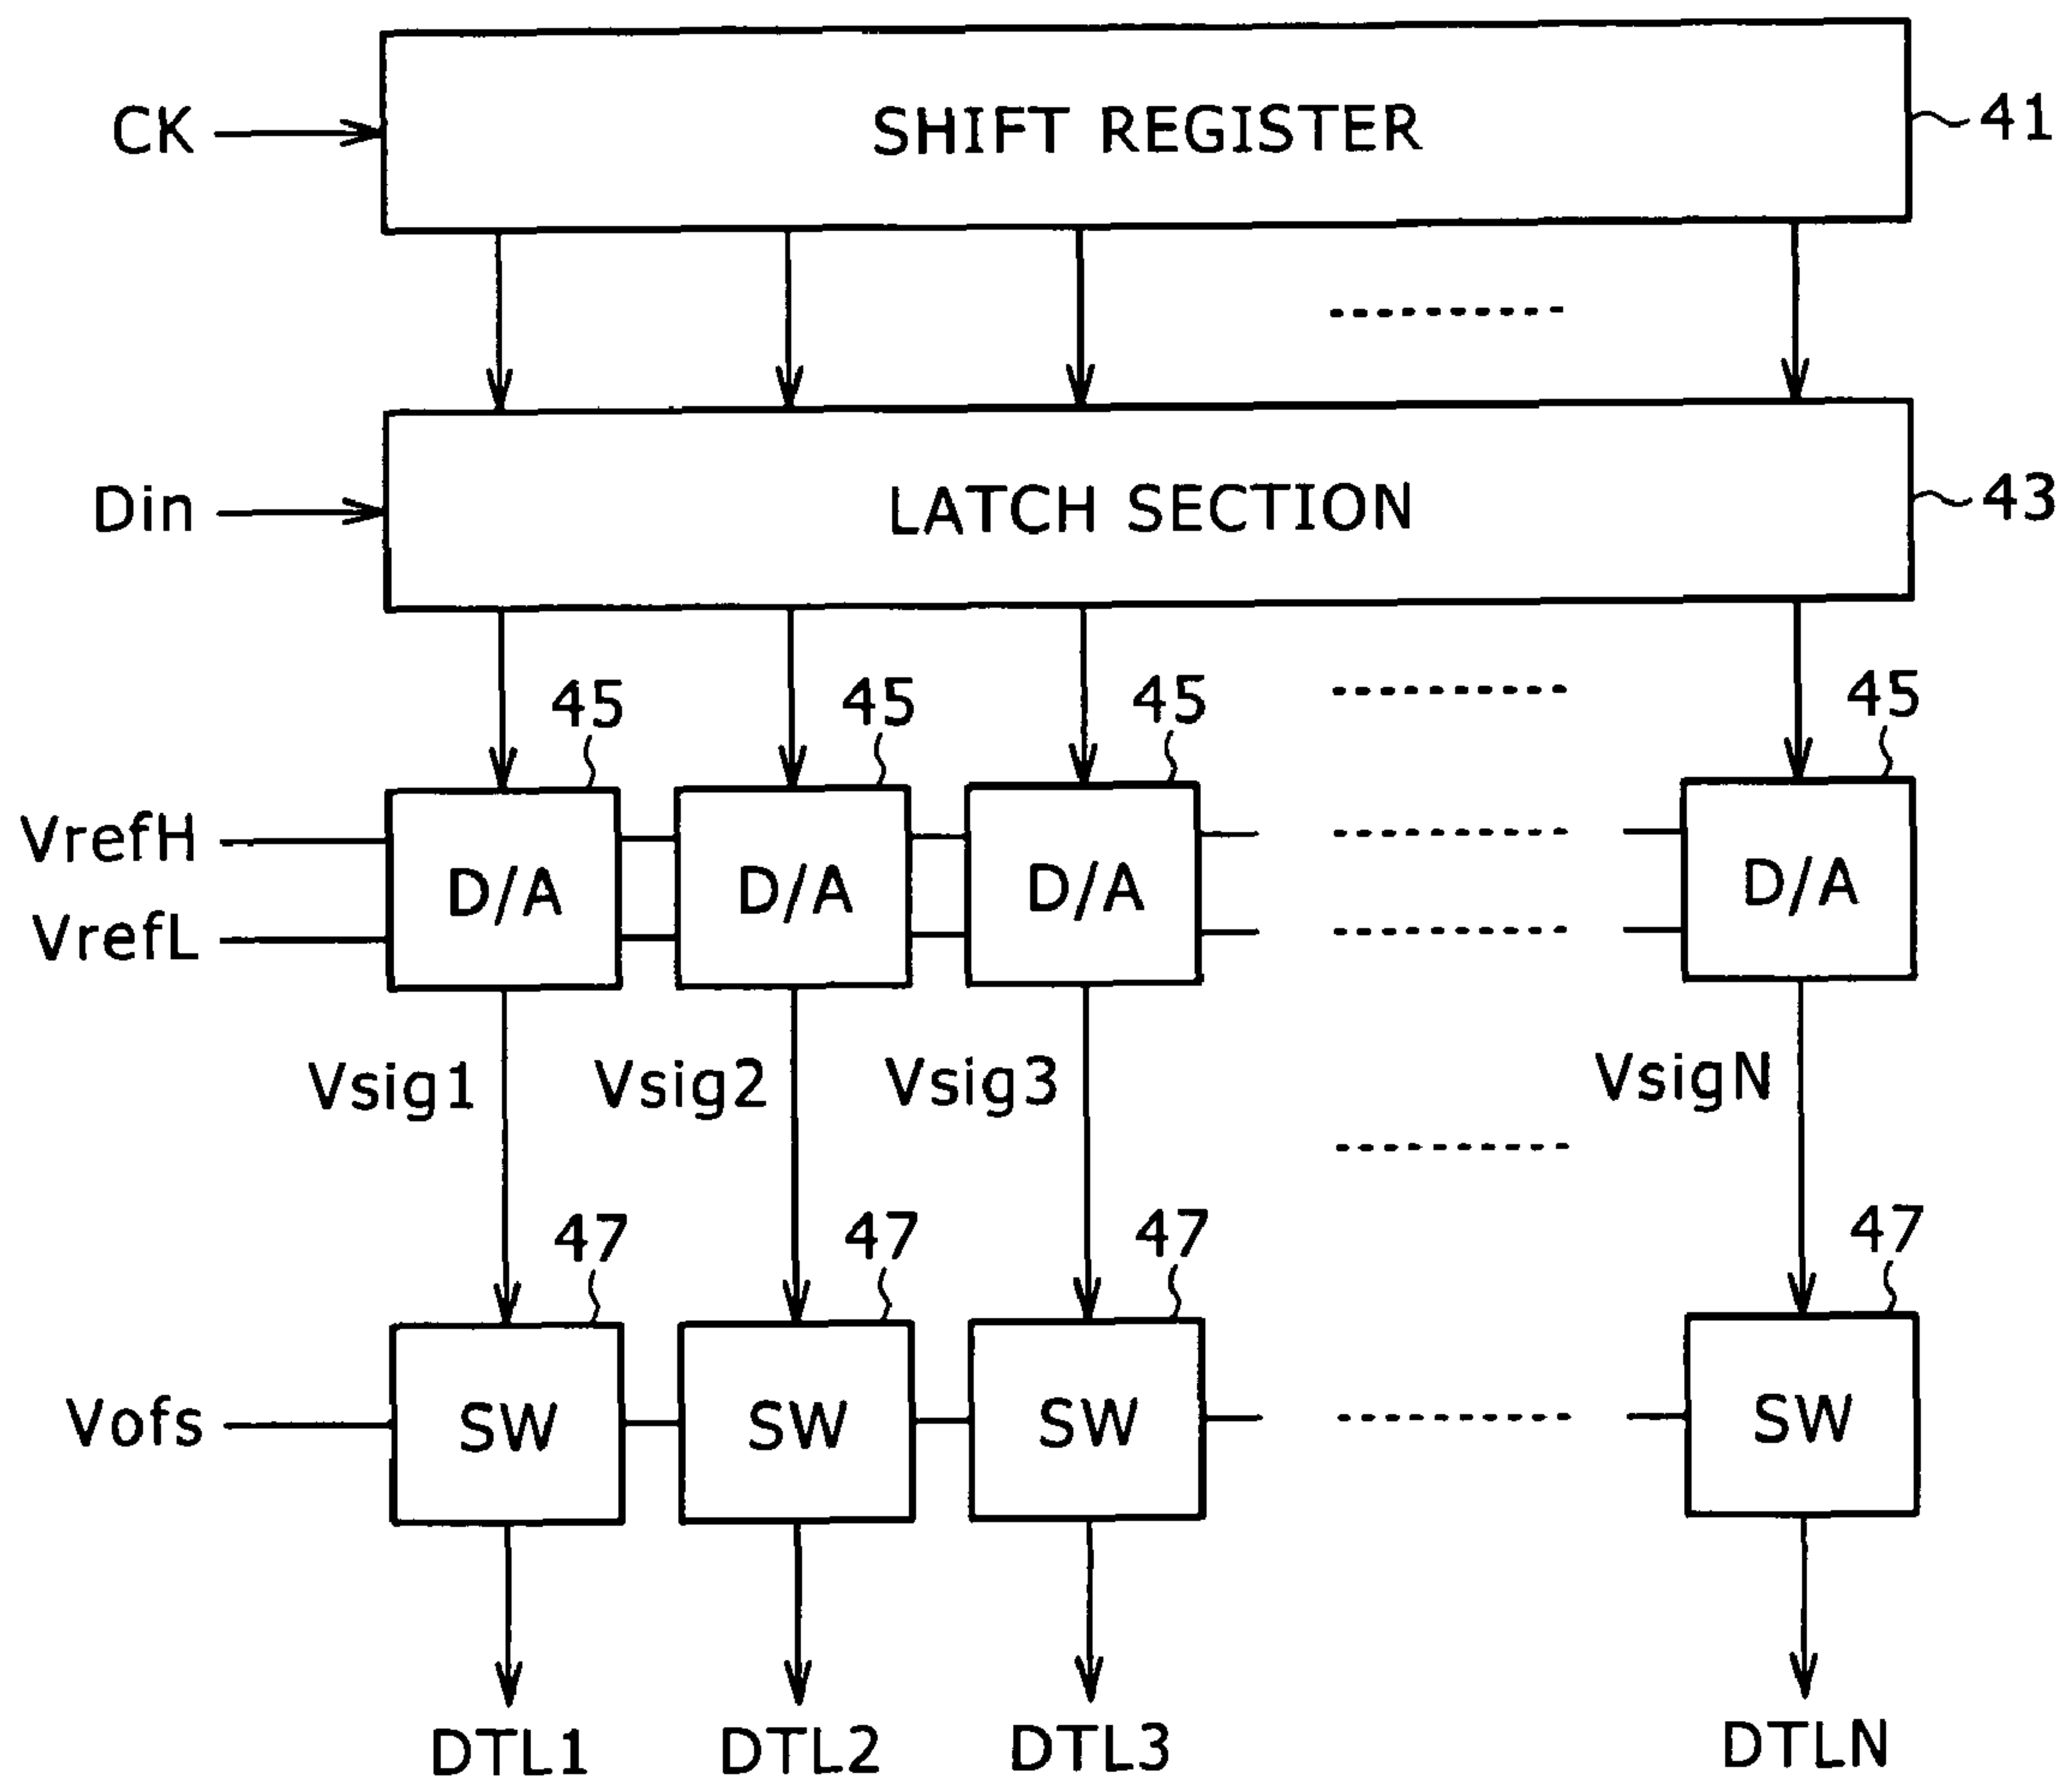 CK
SHIFT REGISTER
41
Din
LATCH SECTION
43
45 45 45 45
VrefH
VrefL
D/A D/A D/A D/A
Vsig1 Vsig2 Vsig3 VsigN
47 47 47 47
Vofs
SW SW SW SW
DTL1 DTL2 DTL3 DTLN